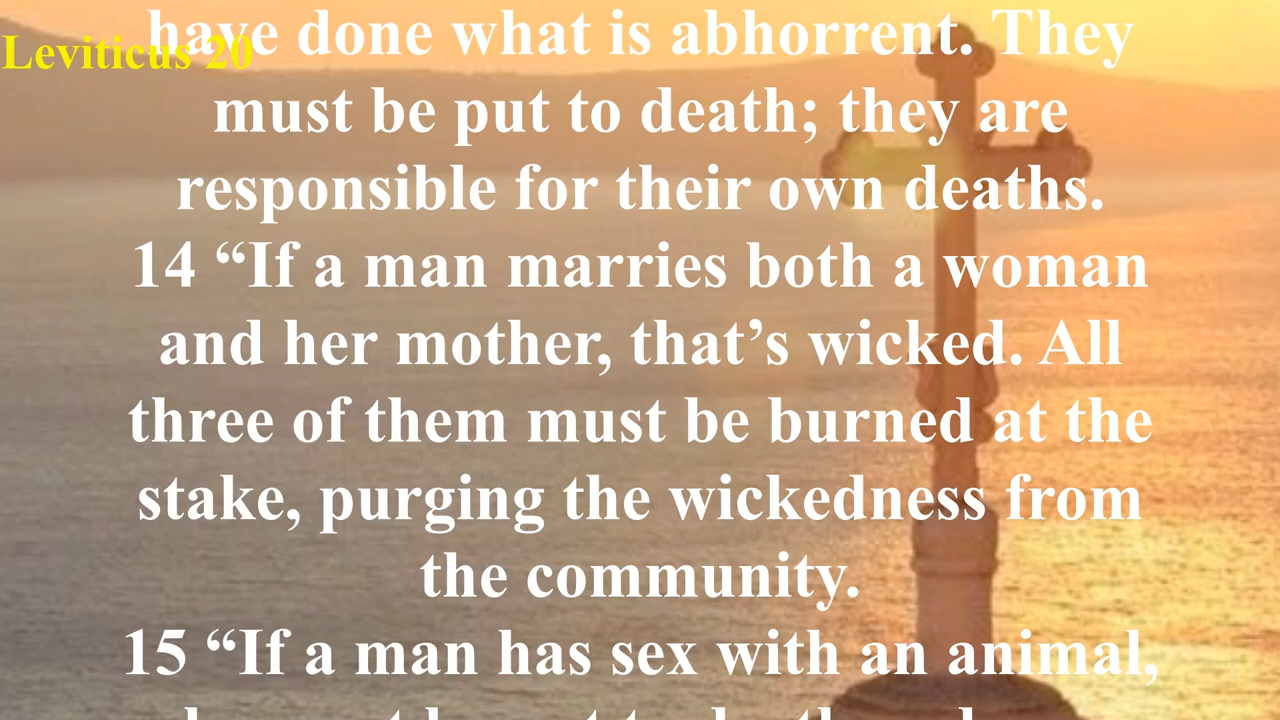 Leviticus 20
have done what is abhorrent. They
must be put to death; they are
responsible for their own deaths.
14 “If a man marries both a woman
and her mother, that’s wicked. All
three of them must be burned at the
stake, purging the wickedness from
the community.
15 “If a man has sex with an animal,